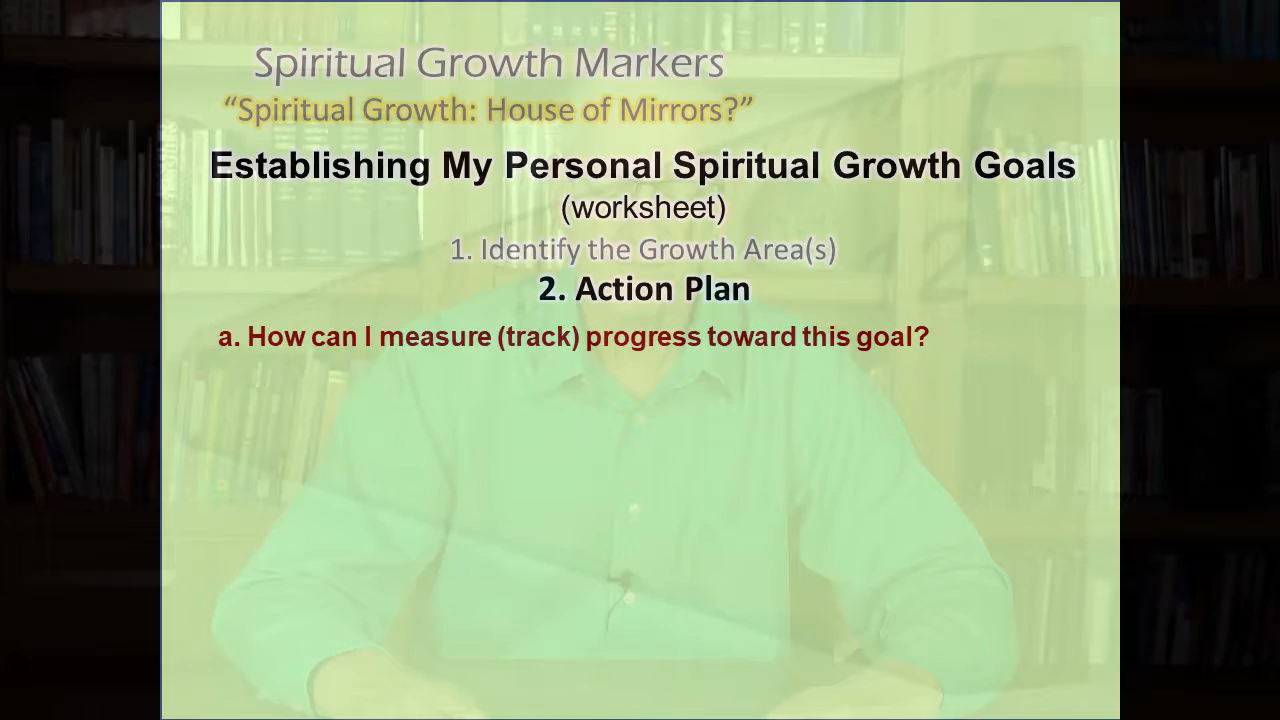 Spiritual Growth Markers
“Spiritual Growth: House of Mirrors?”
Establishing My Personal Spiritual Growth Goals
(worksheet)
1. Identify the Growth Area(s)
2. Action Plan
a. How can I measure (track) progress toward this goal?